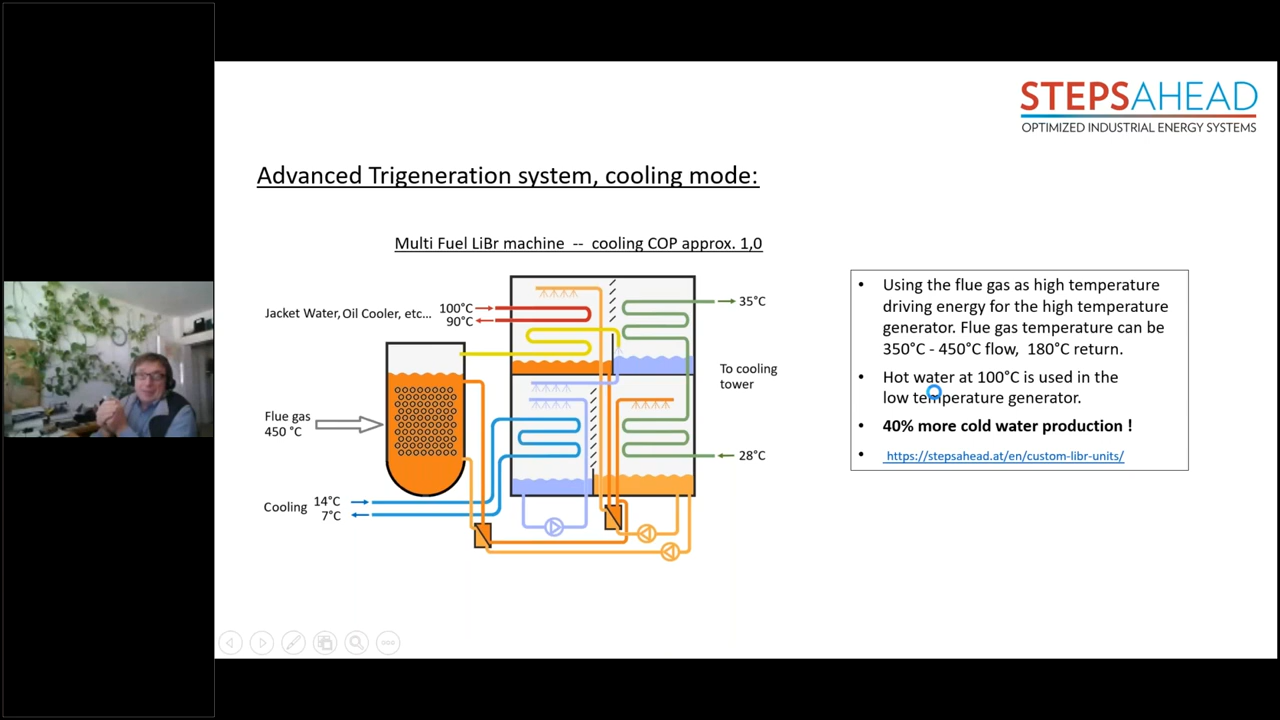 STEPSAHEAD
OPTIMIZED INDUSTRIAL ENERGY SYSTEMS
Advanced Trigeneration system, cooling mode:
Multi Fuel LiBr machine -- cooling COP approx. 1,0
Jacket Water, Oil Cooler, etc...
100°C
90°C
35°C
To cooling
tower
Flue gas
450 °C
28°C
Cooling
14°C
7°C
• Using the flue gas as high temperature
driving energy for the high temperature
generator. Flue gas temperature can be
350°C - 450°C flow, 180°C return.
• Hot water at 100°C is used in the
low temperature generator.
• 40% more cold water production !
• https://stepsahead.at/en/custom-libr-units/